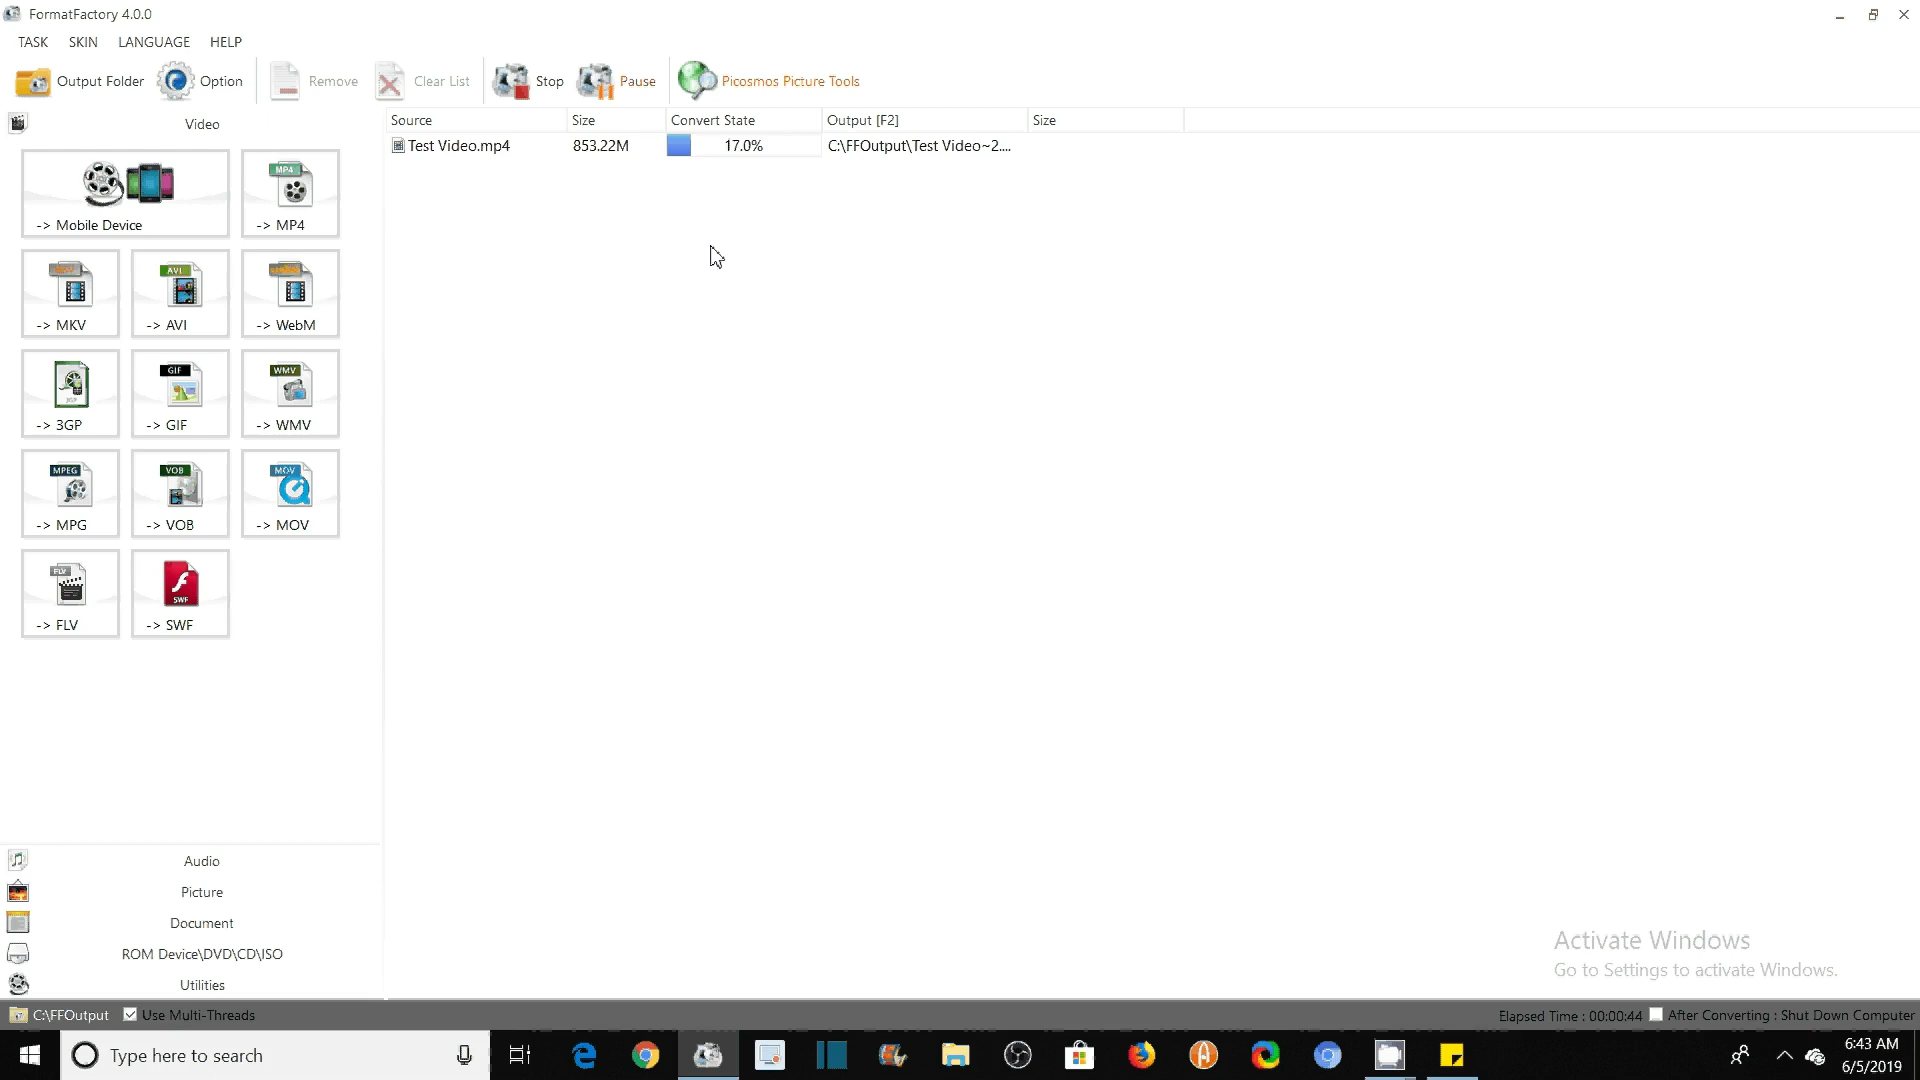 FormatFactory 4.0.0
TASK SKIN LANGUAGE HELP
Output Folder Option Remove Clear List Stop Pause Picosmos Picture Tools
Video
Source Size Convert State Output [F2] Size
Test Video.mp4 853.22M 17.0% C:\FFOutput\Test Video~2....
MP4
-> Mobile Device -> MP4
AVI
-> MKV -> AVI -> WebM
3GP GIF WMV
-> 3GP -> GIF -> WMV
MPEG VOB MOV
-> MPG -> VOB -> MOV
FLV SWF
-> FLV -> SWF
Audio
Picture
Document
ROM Device\DVD\CD\ISO
Utilities
Activate Windows
Go to Settings to activate Windows.
C:\FFOutput Use Multi-Threads Elapsed Time : 00:00:44 After Converting : Shut Down Computer
Type here to search
6:43 AM
6/5/2019